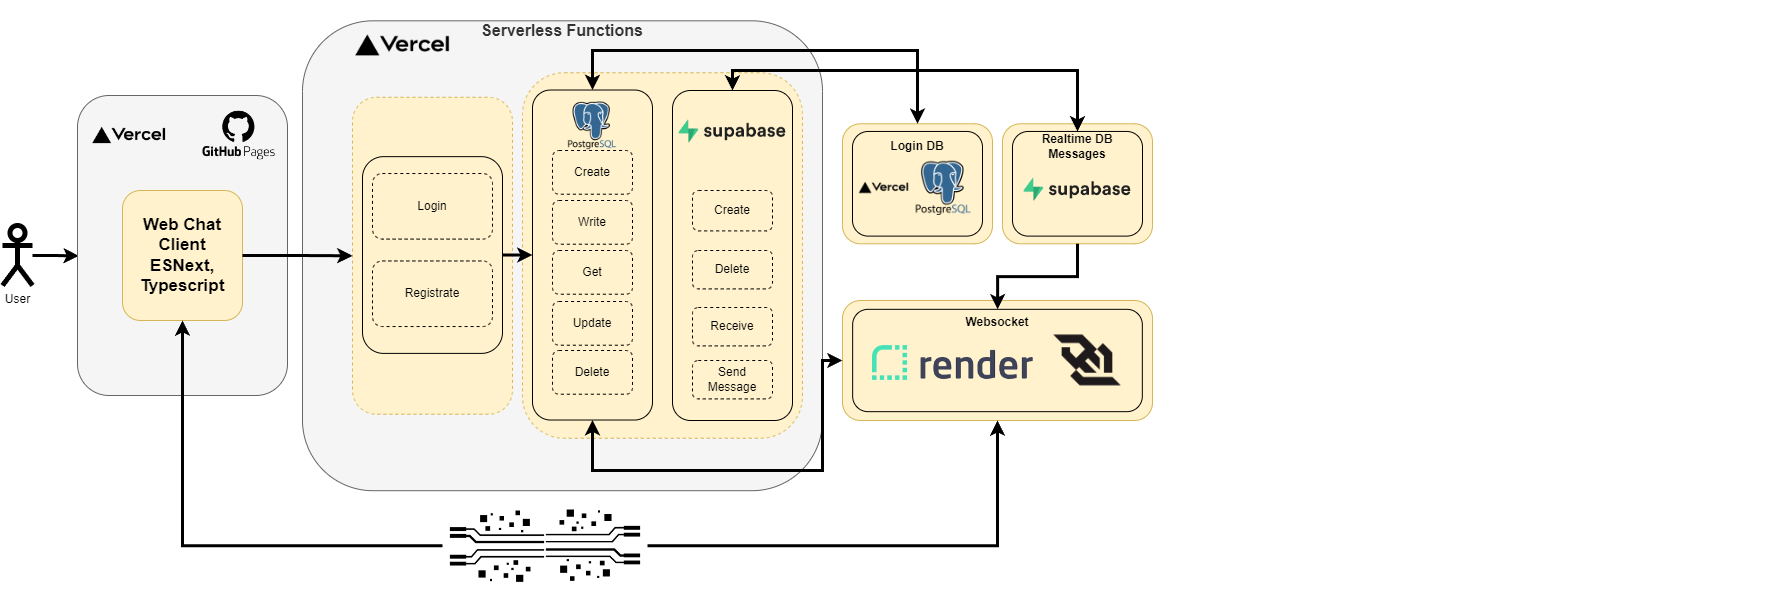 Serverless Functions
Vercel
Vercel
GitHub Pages
Web Chat
Client
ESNext,
Typescript
User
Login
Registrate
PostgreSQL
Create
Write
Get
Update
Delete
supabase
Create
Delete
Receive
Send
Message
Login DB
Vercel
PostgreSQL
Realtime DB
Messages
supabase
Websocket
render